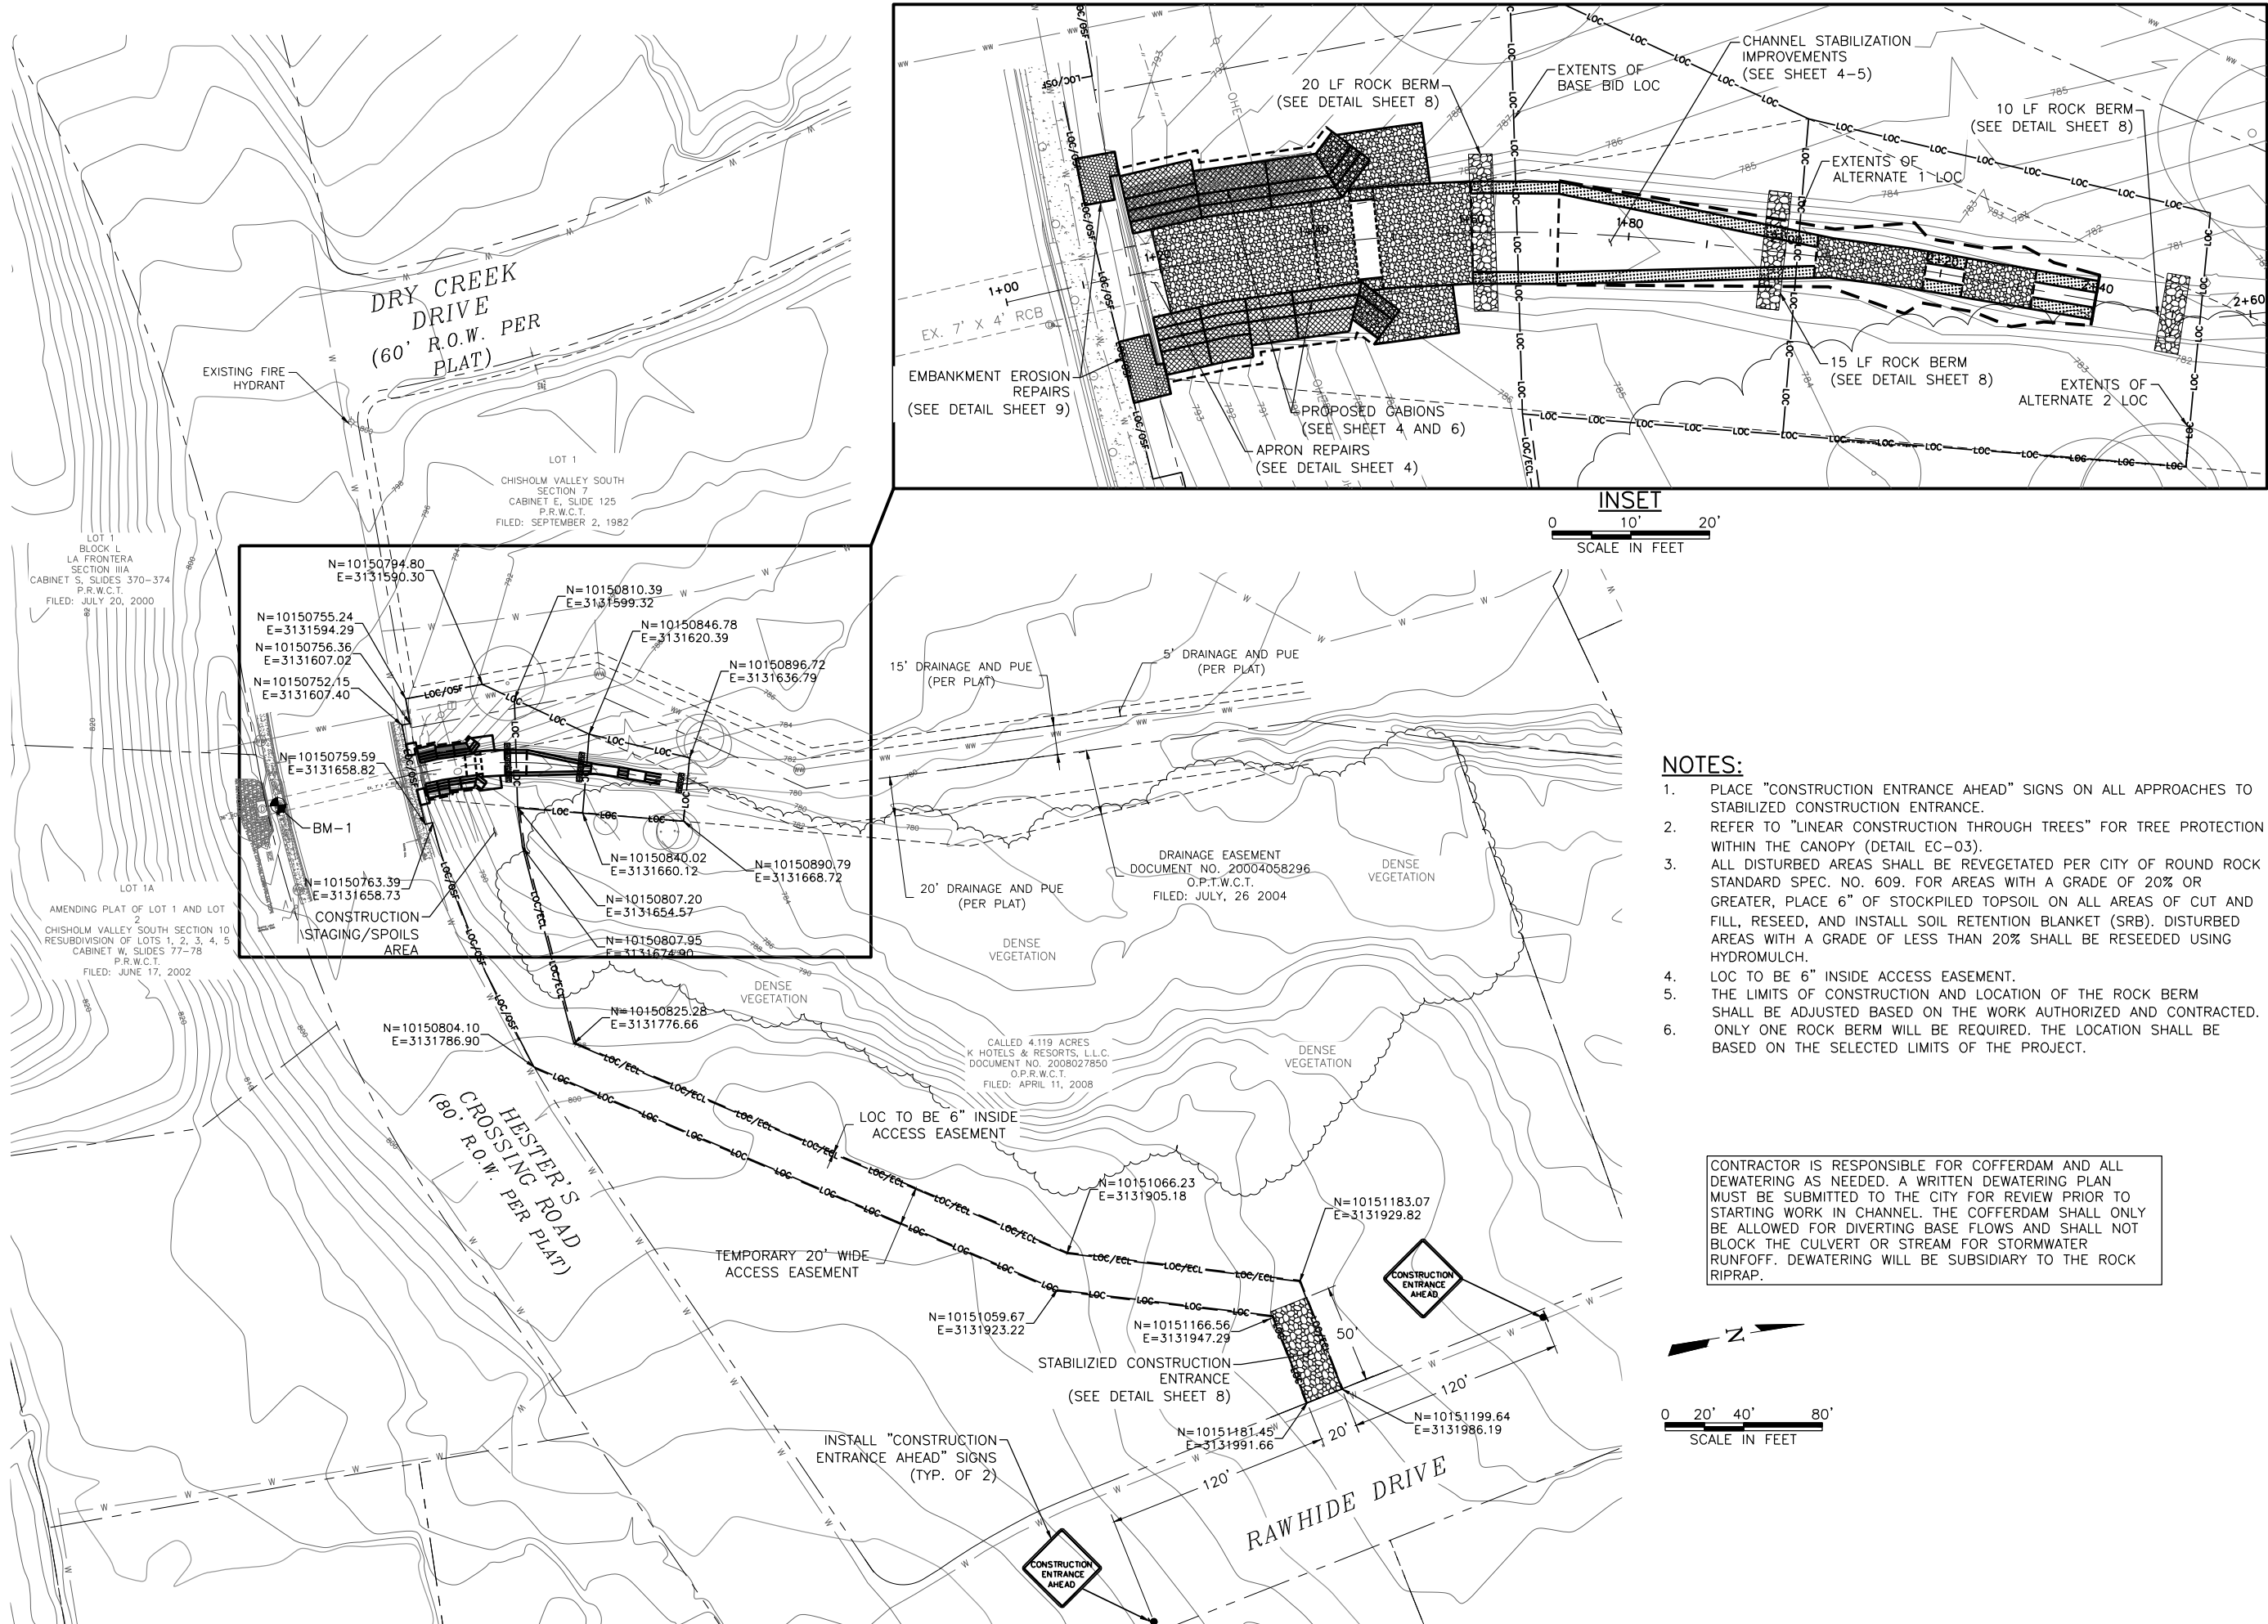 CHANNEL STABILIZATION
IMPROVEMENTS
(SEE SHEET 4-5)
EXTENTS OF
BASE BID LOC
20 LF ROCK BERM
(SEE DETAIL SHEET 8)
10 LF ROCK BERM
(SEE DETAIL SHEET 8)
EXTENTS OF
ALTERNATE 1 LOC
1+00
1+80
2+40
2+60
EX. 7' X 4' RCB
EMBANKMENT EROSION
REPAIRS
(SEE DETAIL SHEET 9)
PROPOSED GABIONS
(SEE SHEET 4 AND 6)
APRON REPAIRS
(SEE DETAIL SHEET 4)
15 LF ROCK BERM
(SEE DETAIL SHEET 8)
EXTENTS OF
ALTERNATE 2 LOC
INSET
0 10' 20'
SCALE IN FEET
DRY CREEK
DRIVE
(60' R.O.W. PER
PLAT)
EXISTING FIRE
HYDRANT
LOT 1
CHISHOLM VALLEY SOUTH
SECTION 7
CABINET E, SLIDE 125
P.R.W.C.T.
FILED: SEPTEMBER 2, 1982
LOT 1
BLOCK L
LA FRONTERA
SECTION IIIA
CABINET S, SLIDES 370-374
P.R.W.C.T.
FILED: JULY 20, 2000
N=10150794.80
E=3131590.30
N=10150810.39
E=3131599.32
N=10150755.24
E=3131594.29
N=10150846.78
E=3131620.39
N=10150756.36
E=3131607.02
N=10150896.72
E=3131636.79
N=10150752.15
E=3131607.40
N=10150759.59
E=3131658.82
BM-1
N=10150763.39
E=3131658.73
CONSTRUCTION
STAGING/SPOILS
AREA
N=10150840.02
E=3131660.12
N=10150890.79
E=3131668.72
N=10150807.20
E=3131654.57
N=10150807.95
E=3131674.90
15' DRAINAGE AND PUE
(PER PLAT)
5' DRAINAGE AND PUE
(PER PLAT)
20' DRAINAGE AND PUE
(PER PLAT)
DRAINAGE EASEMENT
DOCUMENT NO. 20004058296
O.P.T.W.C.T.
FILED: JULY, 26 2004
DENSE
VEGETATION
DENSE
VEGETATION
DENSE
VEGETATION
DENSE
VEGETATION
LOT 1A
AMENDING PLAT OF LOT 1 AND LOT
2
CHISHOLM VALLEY SOUTH SECTION 10
RESUBDIVISION OF LOTS 1, 2, 3, 4, 5
CABINET W, SLIDES 77-78
P.R.W.C.T.
FILED: JUNE 17, 2002
N=10150825.28
E=3131776.66
N=10150804.10
E=3131786.90
CALLED 4.119 ACRES
K HOTELS & RESORTS, L.L.C.
DOCUMENT NO. 2008027850
O.P.R.W.C.T.
FILED: APRIL 11, 2008
HESTER'S
CROSSING ROAD
(80' R.O.W. PER PLAT)
LOC TO BE 6" INSIDE
ACCESS EASEMENT
TEMPORARY 20' WIDE
ACCESS EASEMENT
N=10151066.23
E=3131905.18
N=10151183.07
E=3131929.82
N=10151059.67
E=3131923.22
N=10151166.56
E=3131947.29
STABILIZIED CONSTRUCTION
ENTRANCE
(SEE DETAIL SHEET 8)
CONSTRUCTION
ENTRANCE
AHEAD
50'
120'
20'
120'
N=10151181.45
E=3131991.66
N=10151199.64
E=3131986.19
INSTALL "CONSTRUCTION
ENTRANCE AHEAD" SIGNS
(TYP. OF 2)
CONSTRUCTION
ENTRANCE
AHEAD
RAWHIDE DRIVE
NOTES:
1. PLACE "CONSTRUCTION ENTRANCE AHEAD" SIGNS ON ALL APPROACHES TO
STABILIZED CONSTRUCTION ENTRANCE.
2. REFER TO "LINEAR CONSTRUCTION THROUGH TREES" FOR TREE PROTECTION
WITHIN THE CANOPY (DETAIL EC-03).
3. ALL DISTURBED AREAS SHALL BE REVEGETATED PER CITY OF ROUND ROCK
STANDARD SPEC. NO. 609. FOR AREAS WITH A GRADE OF 20% OR
GREATER, PLACE 6" OF STOCKPILED TOPSOIL ON ALL AREAS OF CUT AND
FILL, RESEED, AND INSTALL SOIL RETENTION BLANKET (SRB). DISTURBED
AREAS WITH A GRADE OF LESS THAN 20% SHALL BE RESEEDED USING
HYDROMULCH.
4. LOC TO BE 6" INSIDE ACCESS EASEMENT.
5. THE LIMITS OF CONSTRUCTION AND LOCATION OF THE ROCK BERM
SHALL BE ADJUSTED BASED ON THE WORK AUTHORIZED AND CONTRACTED.
6. ONLY ONE ROCK BERM WILL BE REQUIRED. THE LOCATION SHALL BE
BASED ON THE SELECTED LIMITS OF THE PROJECT.
CONTRACTOR IS RESPONSIBLE FOR COFFERDAM AND ALL
DEWATERING AS NEEDED. A WRITTEN DEWATERING PLAN
MUST BE SUBMITTED TO THE CITY FOR REVIEW PRIOR TO
STARTING WORK IN CHANNEL. THE COFFERDAM SHALL ONLY
BE ALLOWED FOR DIVERTING BASE FLOWS AND SHALL NOT
BLOCK THE CULVERT OR STREAM FOR STORMWATER
RUNFOFF. DEWATERING WILL BE SUBSIDIARY TO THE ROCK
RIPRAP.
N
0 20' 40' 80'
SCALE IN FEET